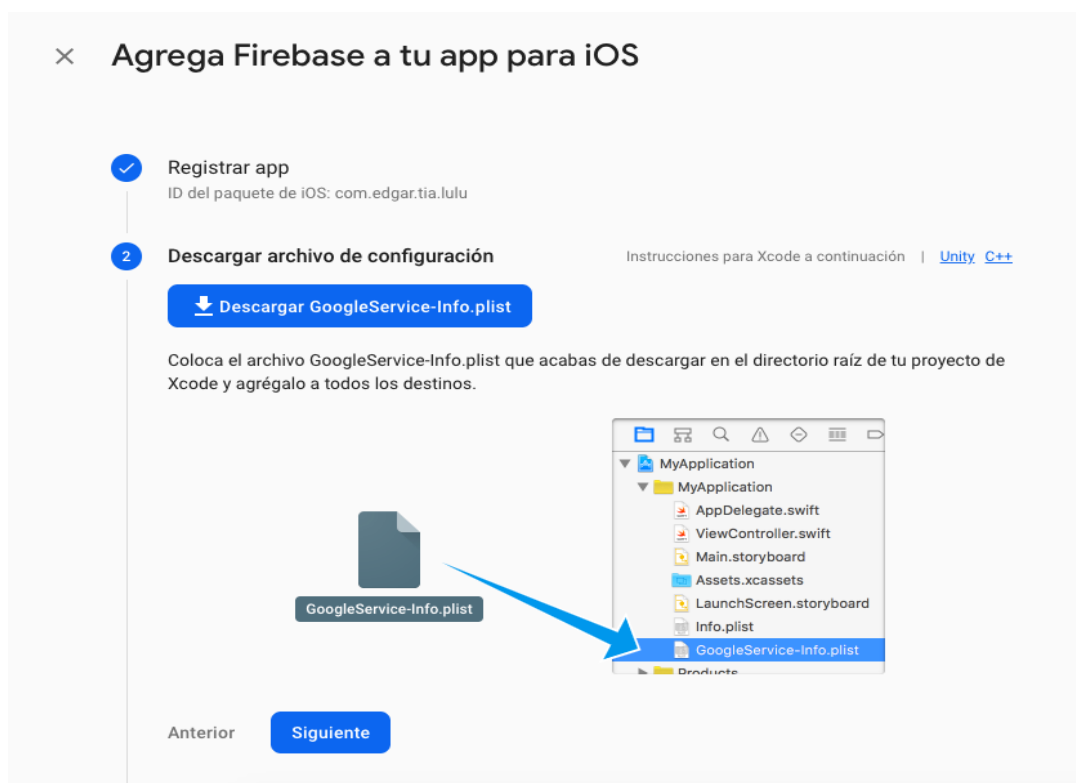 Agrega Firebase a tu app para iOS
Registrar app
ID del paquete de iOS: com.edgar.tia.lulu
2
Descargar archivo de configuración
Instrucciones para Xcode a continuación | Unity C++
Descargar GoogleService-Info.plist
Coloca el archivo GoogleService-Info.plist que acabas de descargar en el directorio raíz de tu proyecto de
Xcode y agrégalo a todos los destinos.
GoogleService-Info.plist
MyApplication
MyApplication
AppDelegate.swift
ViewController.swift
Main.storyboard
Assets.xcassets
LaunchScreen.storyboard
Info.plist
GoogleService-Info.plist
Products
Anterior
Siguiente